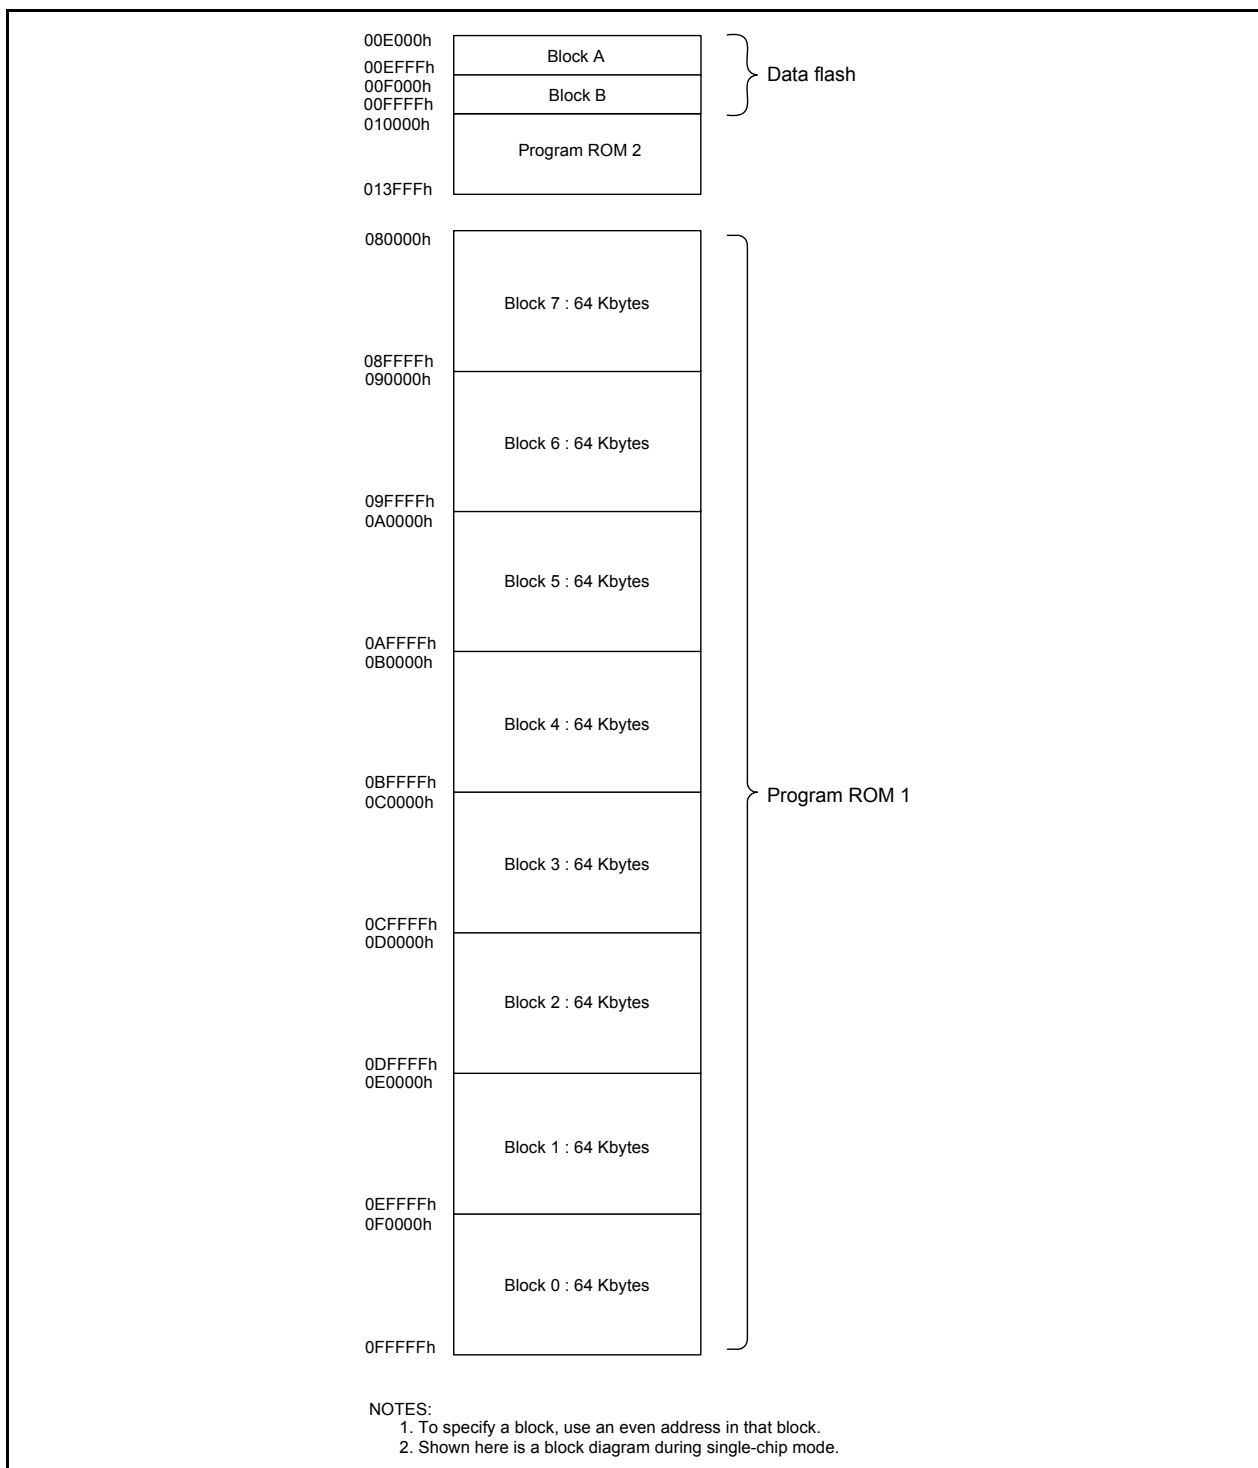 00E000h
Block A
00EFFFh
Data flash
00F000h
Block B
00FFFFh
010000h
Program ROM 2
013FFFh
080000h
Block 7 : 64 Kbytes
08FFFFh
090000h
Block 6 : 64 Kbytes
09FFFFh
0A0000h
Block 5 : 64 Kbytes
0AFFFFh
0B0000h
Block 4 : 64 Kbytes
0BFFFFh
Program ROM 1
0C0000h
Block 3 : 64 Kbytes
0CFFFFh
0D0000h
Block 2 : 64 Kbytes
0DFFFFh
0E0000h
Block 1 : 64 Kbytes
0EFFFFh
0F0000h
Block 0 : 64 Kbytes
0FFFFFh
NOTES:
1. To specify a block, use an even address in that block.
2. Shown here is a block diagram during single-chip mode.